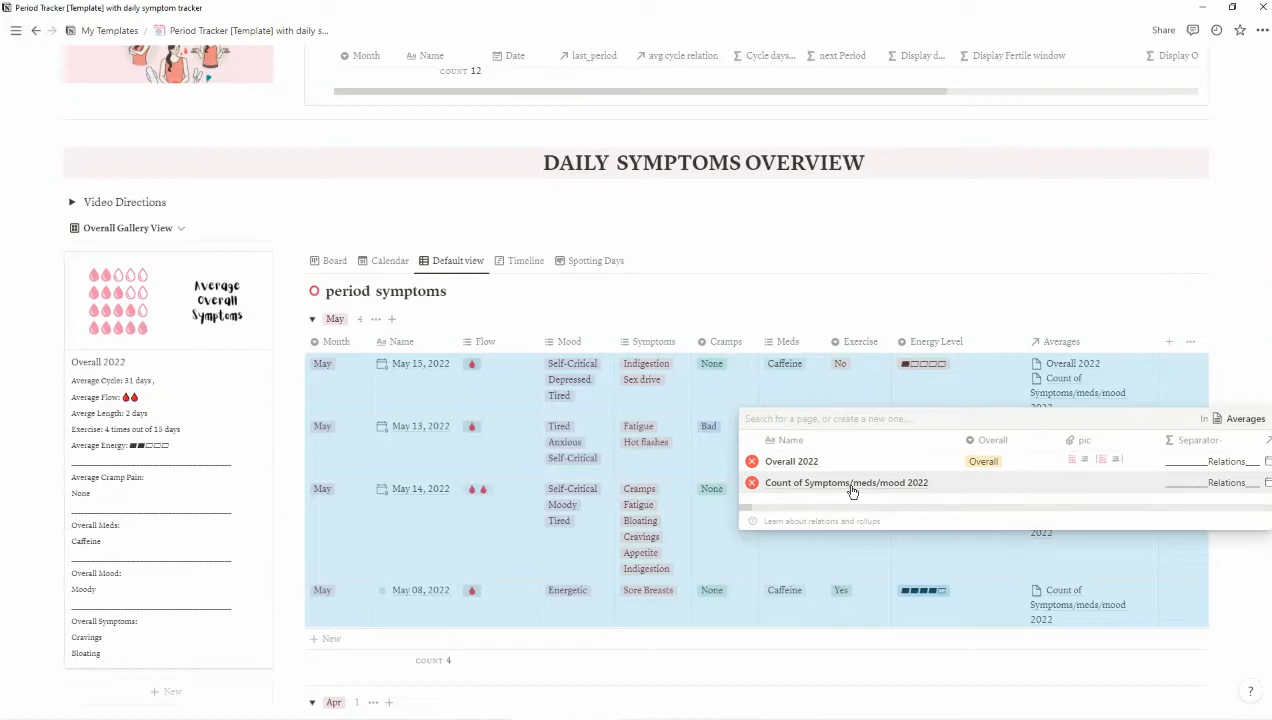 Period Tracker [Template] with daily symptom tracker
My Templates / Period Tracker [Template] with daily s...
Share
Month Name Date last_period avg cycle relation Cycle days... next Period Display d... Display Fertile window Display O
COUNT 12
DAILY SYMPTOMS OVERVIEW
Video Directions
Overall Gallery View
Average
Overall
Symptoms
Overall 2022
Average Cycle: 31 days ,
Average Flow:
Averge Length: 2 days
Exercise: 4 times out of 15 days
Average Energy:
Average Cramp Pain:
None
Overall Meds:
Caffeine
Overall Mood:
Moody
Overall Symptoms:
Cravings
Bloating
+ New
Board Calendar Default view Timeline Spotting Days
period symptoms
May 4 ... +
Month Name Flow Mood Symptoms Cramps Meds Exercise Energy Level Averages + ...
May May 15, 2022 Self-Critical Indigestion None Caffeine No Overall 2022
Depressed Sex drive Count of
Tired Symptoms/meds/mood
May May 13, 2022 Tired Fatigue Bad
Anxious Hot flashes
Self-Critical
Search for a page, or create a new one... In Averages
Name Overall pic Separator-
Overall 2022 Overall _________Relations____
Count of Symptoms/meds/mood 2022 _________Relations____
Learn about relations and rollups
May May 14, 2022 Self-Critical Cramps None
Moody Fatigue
Tired Bloating
Cravings
Appetite
Indigestion
2022
May May 08, 2022 Energetic Sore Breasts None Caffeine Yes Count of
Symptoms/meds/mood
2022
+ New
COUNT 4
Apr 1 ... +
?